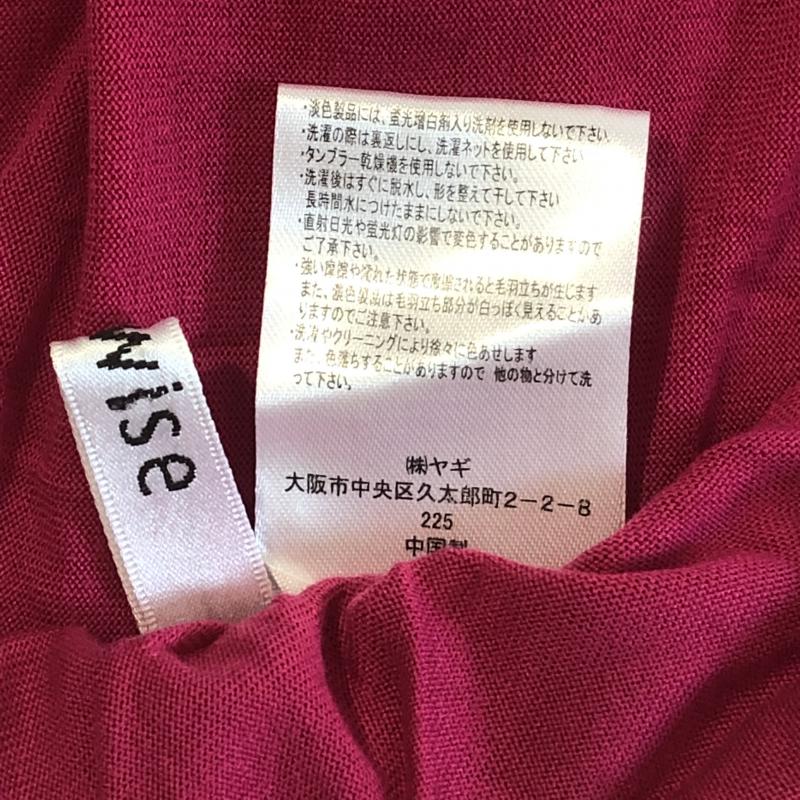 ・淡色製品には、蛍光増白剤入り洗剤を使用しないで下さい。
・洗濯の際は裏返しにし、洗濯ネットを使用して下さい
・タンブラー乾燥機を使用しないで下さい。
・洗濯後はすぐに脱水し、形を整えて干して下さい
長時間水につけたままにしないで下さい。
・直射日光や蛍光灯の影響で変色することがありますので
ご了承下さい。
・強い摩擦や濡れた状態で摩擦されると毛羽立ちが生じます
また、淡色製品は毛羽立ち部分が白っぽく見えることがあ
りますのでご注意下さい。
・洗濯やクリーニングにより徐々に色あせします
また、色落ちすることがありますので 他の物と分けて洗
って下さい。
㈱ヤギ
大阪市中央区久太郎町2-2-8
225
中国製
wise